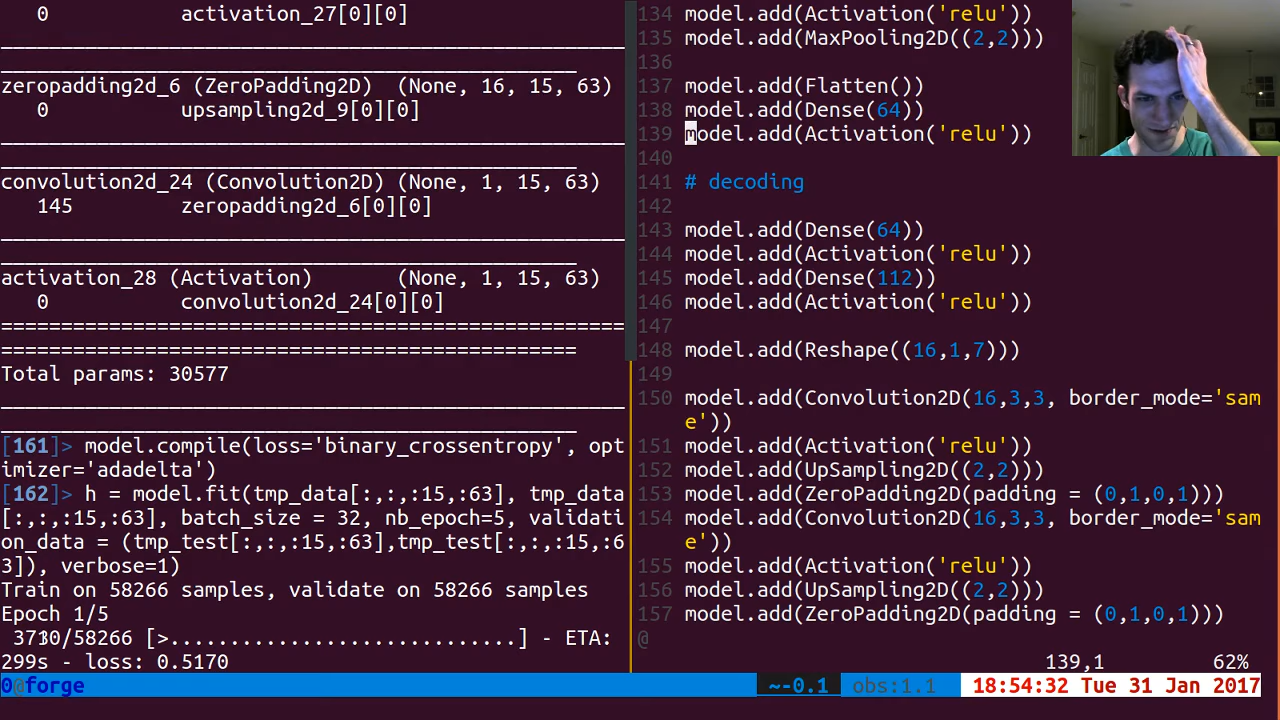 0              activation_27[0][0]
____________________________________________________
________________________________________________
zeropadding2d_6 (ZeroPadding2D) (None, 16, 15, 63)
0              upsampling2d_9[0][0]
____________________________________________________
________________________________________________
convolution2d_24 (Convolution2D) (None, 1, 15, 63)
145            zeropadding2d_6[0][0]
____________________________________________________
________________________________________________
activation_28 (Activation)       (None, 1, 15, 63)
0              convolution2d_24[0][0]
====================================================
================================================
Total params: 30577
____________________________________________________
________________________________________________
[161]> model.compile(loss='binary_crossentropy', opt
imizer='adadelta')
[162]> h = model.fit(tmp_data[:,:,:15,:63], tmp_data
[:,:,:15,:63], batch_size = 32, nb_epoch=5, validati
on_data = (tmp_test[:,:,:15,:63],tmp_test[:,:,:15,:6
3]), verbose=1)
Train on 58266 samples, validate on 58266 samples
Epoch 1/5
3730/58266 [>.............................] - ETA:
299s - loss: 0.5170
134 model.add(Activation('relu'))
135 model.add(MaxPooling2D((2,2)))
136
137 model.add(Flatten())
138 model.add(Dense(64))
139 model.add(Activation('relu'))
140
141 # decoding
142
143 model.add(Dense(64))
144 model.add(Activation('relu'))
145 model.add(Dense(112))
146 model.add(Activation('relu'))
147
148 model.add(Reshape((16,1,7)))
149
150 model.add(Convolution2D(16,3,3, border_mode='sam
e'))
151 model.add(Activation('relu'))
152 model.add(UpSampling2D((2,2)))
153 model.add(ZeroPadding2D(padding = (0,1,0,1)))
154 model.add(Convolution2D(16,3,3, border_mode='sam
e'))
155 model.add(Activation('relu'))
156 model.add(UpSampling2D((2,2)))
157 model.add(ZeroPadding2D(padding = (0,1,0,1)))
@
139,1 62%
0@forge ~-0.1 obs:1.1 18:54:32 Tue 31 Jan 2017